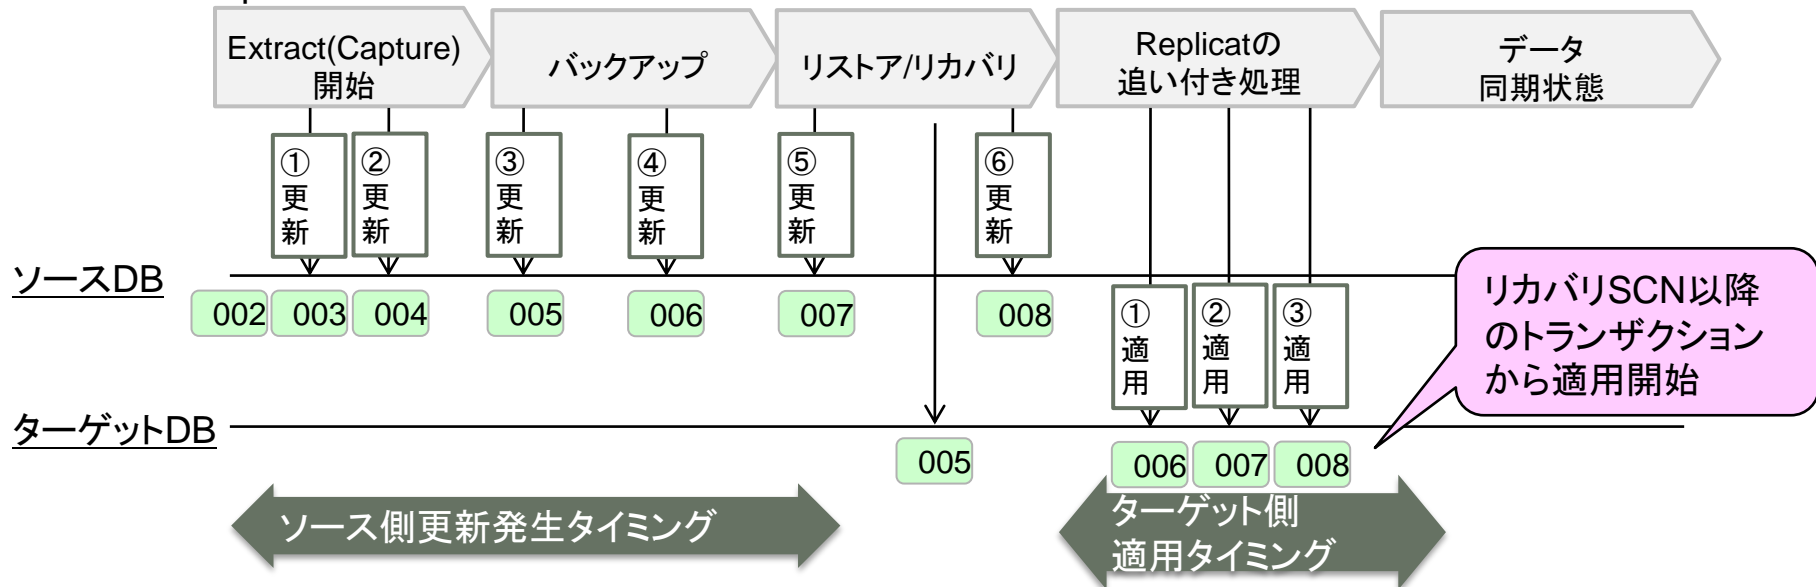 Extract(Capture)
開始
バックアップ
リストア/リカバリ
Replicatの
追い付き処理
データ
同期状態
①
更
新
②
更
新
③
更
新
④
更
新
⑤
更
新
⑥
更
新
ソースDB
002
003
004
005
006
007
008
①
適
用
②
適
用
③
適
用
リカバリSCN以降
のトランザクション
から適用開始
ターゲットDB
005
006
007
008
ソース側更新発生タイミング
ターゲット側
適用タイミング